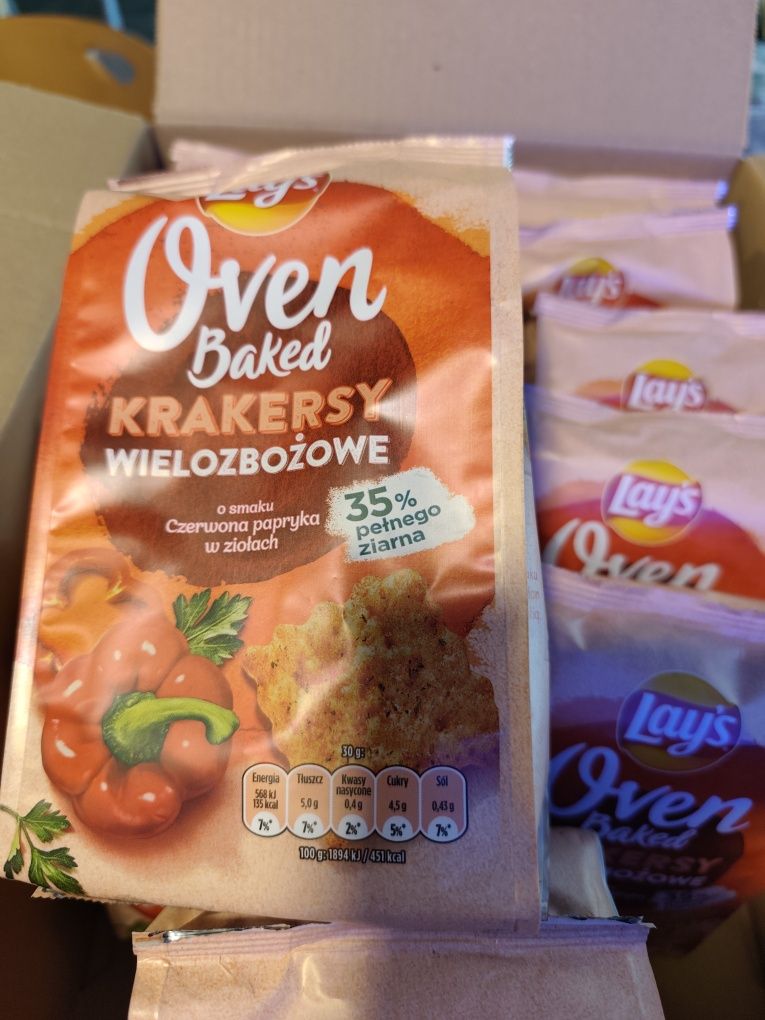 Lay's
Oven
Baked
KRAKERSY
WIELOZBOŻOWE
o smaku
Czerwona papryka
w ziołach
35%
pełnego
ziarna
30 g:
Energia
568 kJ
135 kcal
7%*
Tłuszcz
5,0 g
7%*
Kwasy
nasycone
0,4 g
2%*
Cukry
4,5 g
5%*
Sól
0,43 g
7%*
100 g: 1894 kJ / 451 kcal
Lay's
Lay's
Lay's
Oven
Lay's
Oven
Baked